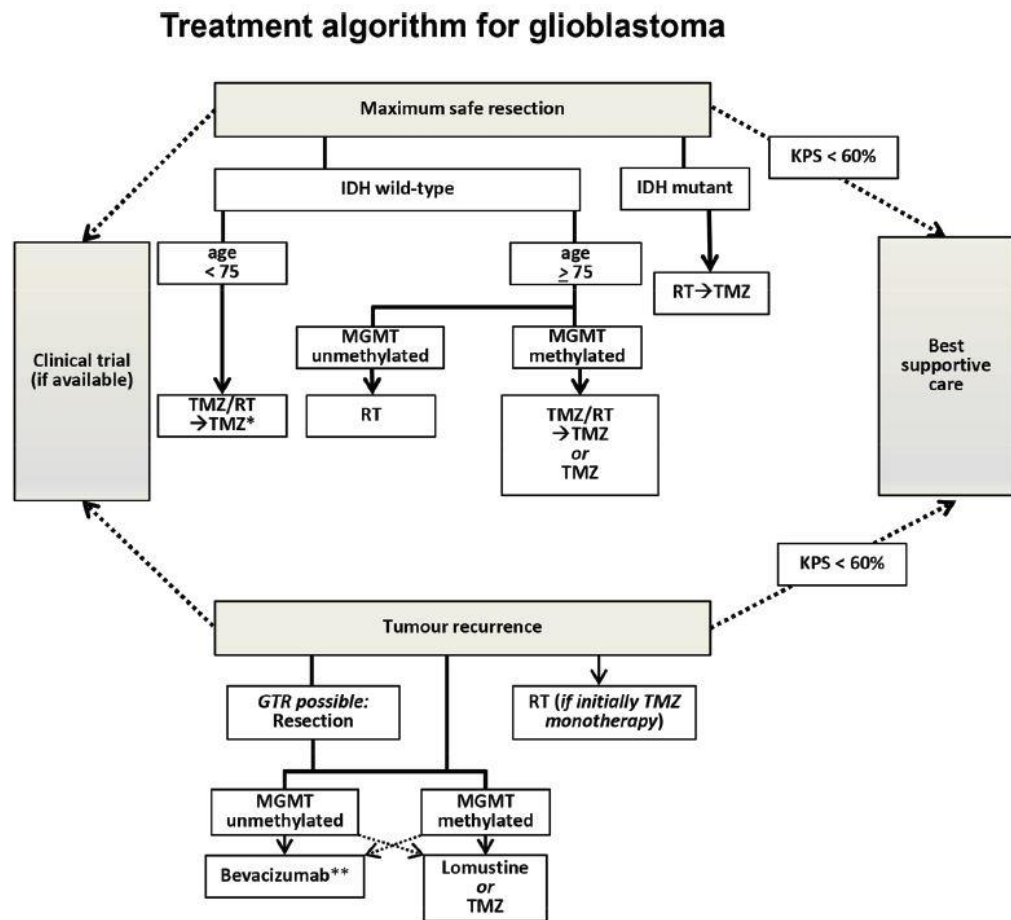 Treatment algorithm for glioblastoma
Maximum safe resection
KPS < 60%
IDH wild-type
IDH mutant
age
< 75
age
≥ 75
RT→TMZ
MGMT
unmethylated
MGMT
methylated
Clinical trial
(if available)
Best
supportive
care
TMZ/RT
→TMZ*
RT
TMZ/RT
→TMZ
or
TMZ
KPS < 60%
Tumour recurrence
GTR possible:
Resection
RT (if initially TMZ
monotherapy)
MGMT
unmethylated
MGMT
methylated
Bevacizumab**
Lomustine
or
TMZ